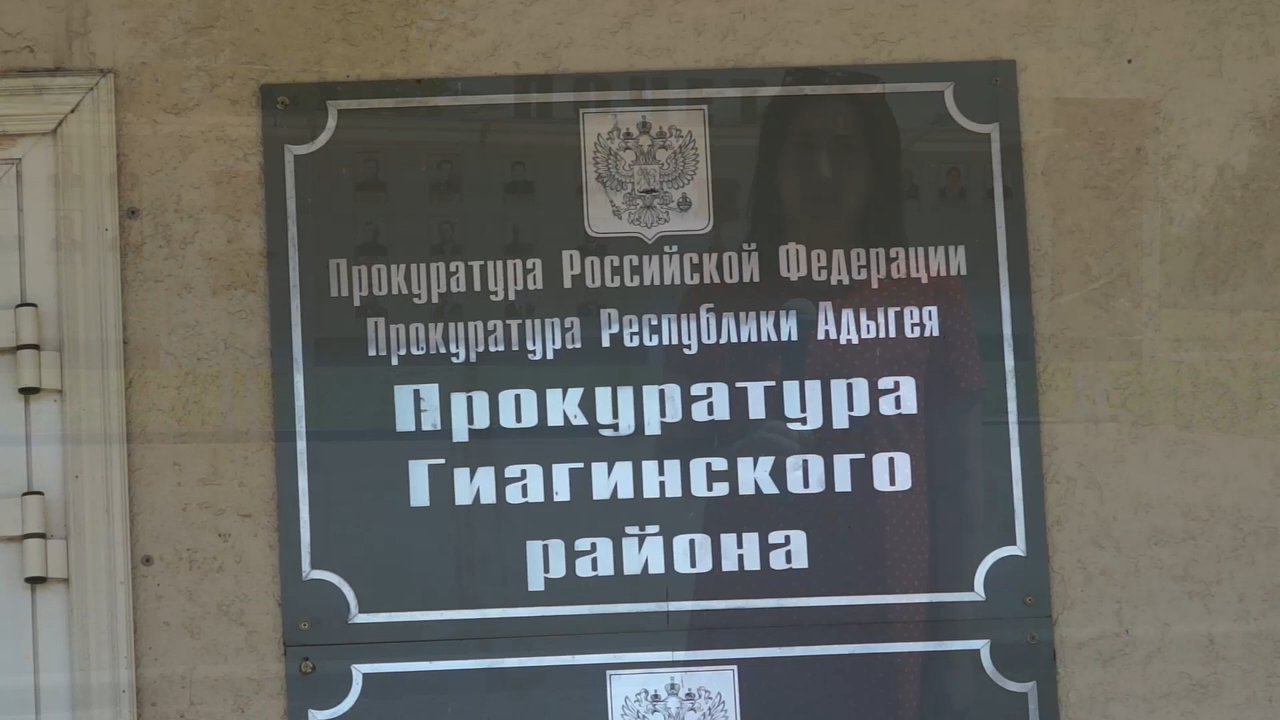 Прокуратура Российской Федерации
Прокуратура Республики Адыгея
Прокуратура
Гиагинского
района